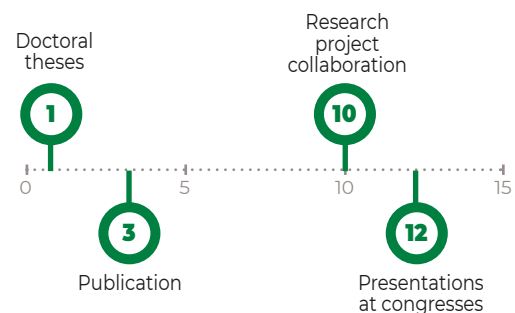 Doctoral
theses
1
Research
project
collaboration
10
0
5
10
15
3
Publication
12
Presentations
at congresses